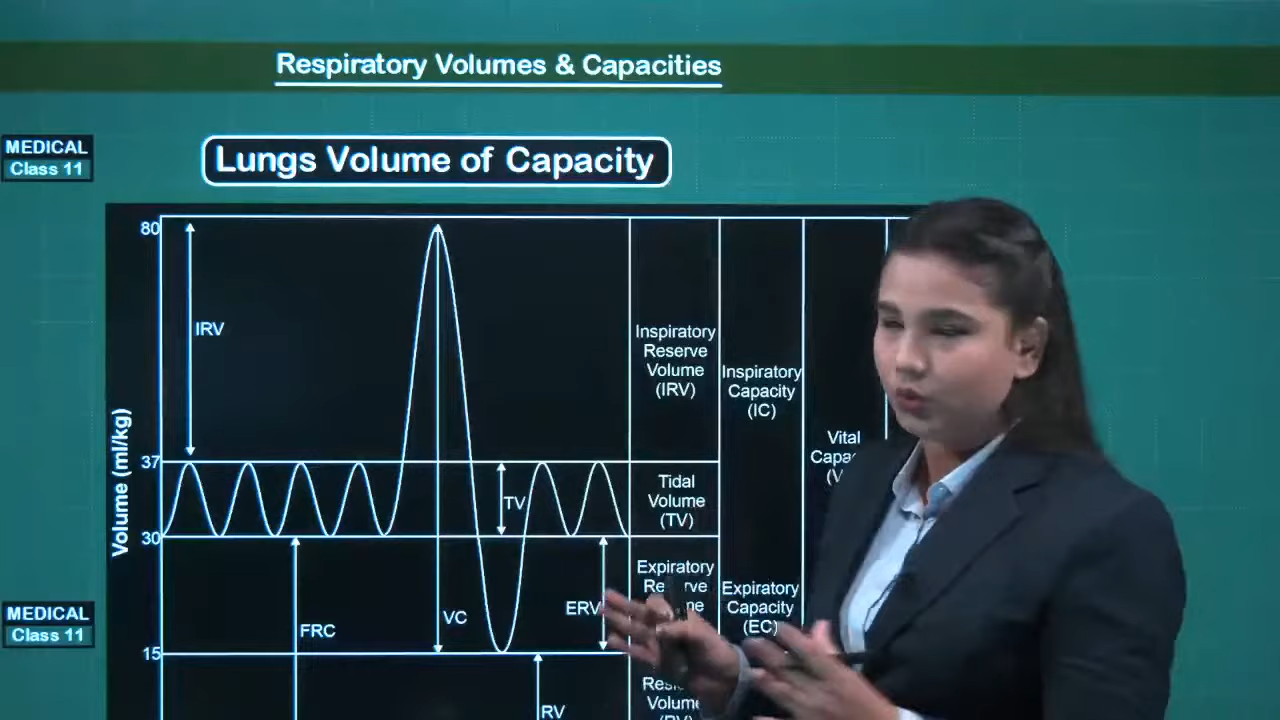 Respiratory Volumes & Capacities
MEDICAL
Class 11
Lungs Volume of Capacity
80
IRV
Inspiratory
Reserve
Volume
(IRV)
Inspiratory
Capacity
(IC)
Vital
Volume (ml/kg)
37
TV
Tidal
Volume
(TV)
30
Expiratory
Expiratory
Capacity
(EC)
MEDICAL
Class 11
FRC
VC
ERV
15
RV